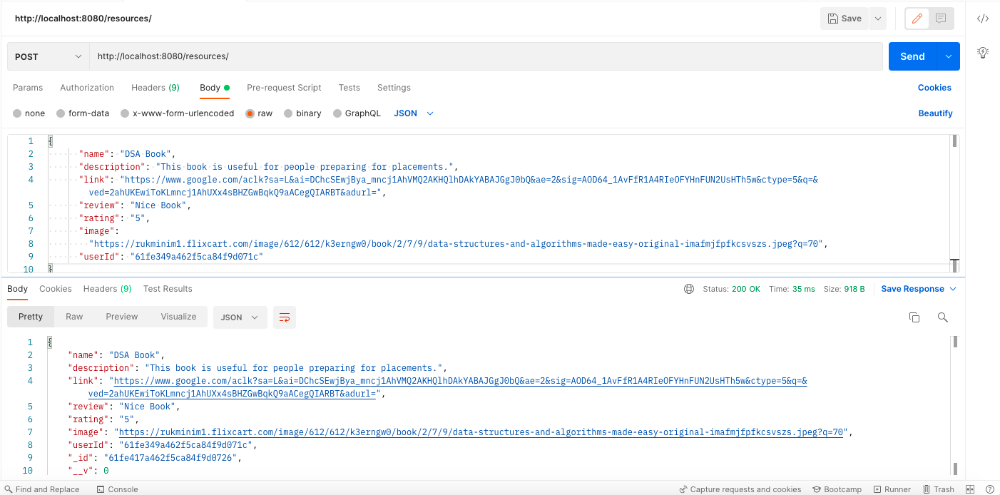 http://localhost:8080/resources/
Save
POST
http://localhost:8080/resources/
Send
Params Authorization Headers (9) Body Pre-request Script Tests Settings Cookies
none form-data x-www-form-urlencoded raw binary GraphQL JSON Beautify
1 {
2 "name": "DSA Book",
3 "description": "This book is useful for people preparing for placements.",
4 "link": "https://www.google.com/aclk?sa=L&ai=DChcSEwjBya_mncj1AhVMQ2AKHQlhDAkYABAJGgJ0bQ&ae=2&sig=AOD64_1AvFfR1A4RIeOFYHnFUN2UsHTh5w&ctype=5&q=&
ved=2ahUKEwiToKLmncj1AhUXx4sBHZGwBqkQ9aACegQIARBT&adurl=",
5 "review": "Nice Book",
6 "rating": "5",
7 "image":
8 "https://rukminim1.flixcart.com/image/612/612/k3erngw0/book/2/7/9/data-structures-and-algorithms-made-easy-original-imafmjfpfkcsvszs.jpeg?q=70",
9 "userId": "61fe349a462f5ca84f9d071c"
10 }
Body Cookies Headers (9) Test Results Status: 200 OK Time: 35 ms Size: 918 B Save Response
Pretty Raw Preview Visualize JSON
1 {
2 "name": "DSA Book",
3 "description": "This book is useful for people preparing for placements.",
4 "link": "https://www.google.com/aclk?sa=L&ai=DChcSEwjBya_mncj1AhVMQ2AKHQlhDAkYABAJGgJ0bQ&ae=2&sig=AOD64_1AvFfR1A4RIeOFYHnFUN2UsHTh5w&ctype=5&q=&
ved=2ahUKEwiToKLmncj1AhUXx4sBHZGwBqkQ9aACegQIARBT&adurl=",
5 "review": "Nice Book",
6 "rating": "5",
7 "image": "https://rukminim1.flixcart.com/image/612/612/k3erngw0/book/2/7/9/data-structures-and-algorithms-made-easy-original-imafmjfpfkcsvszs.jpeg?q=70",
8 "userId": "61fe349a462f5ca84f9d071c",
9 "_id": "61fe417a462f5ca84f9d0726",
10 "__v": 0
Find and Replace Console Capture requests and cookies Bootcamp Runner Trash